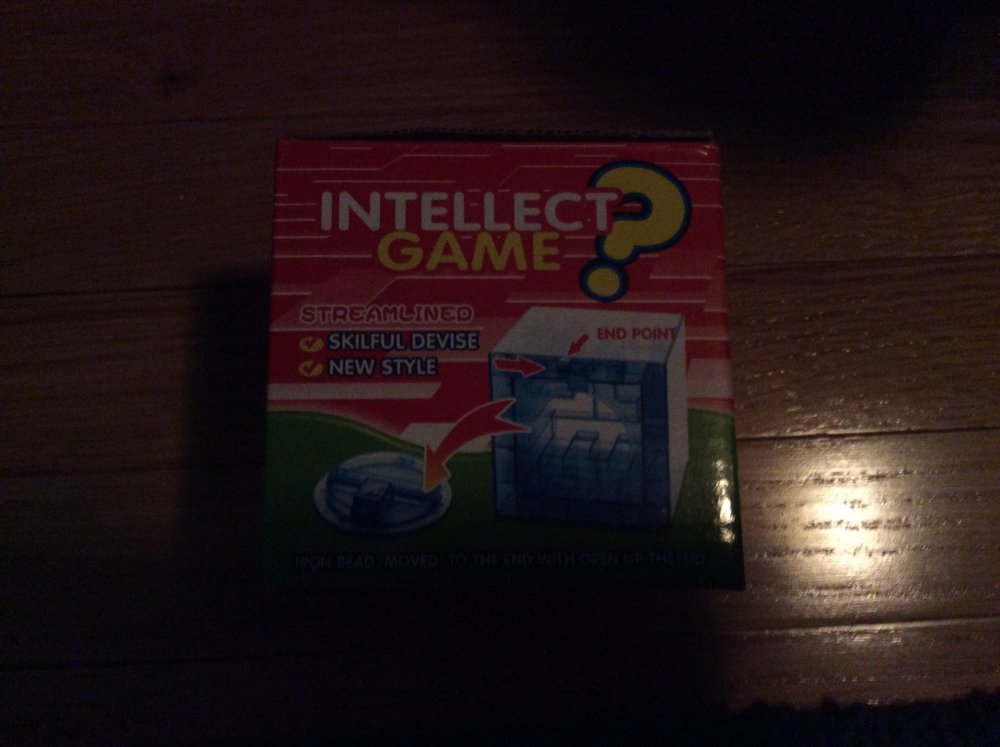 INTELLECT
GAME
STREAMLINED
SKILFUL DEVISE
NEW STYLE
END POINT
IRON BEAD "MOVED" TO THE END WITH OPEN UP THE "LID"